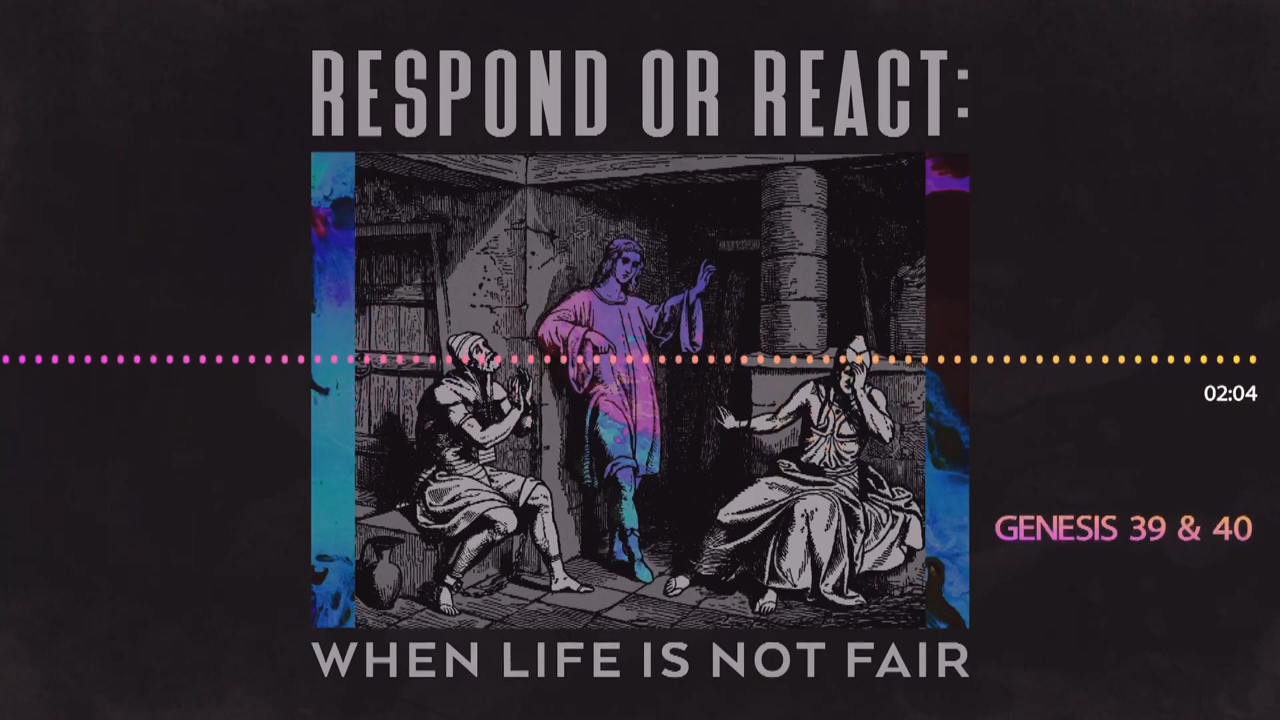 RESPOND OR REACT:
02:04
GENESIS 39 & 40
WHEN LIFE IS NOT FAIR